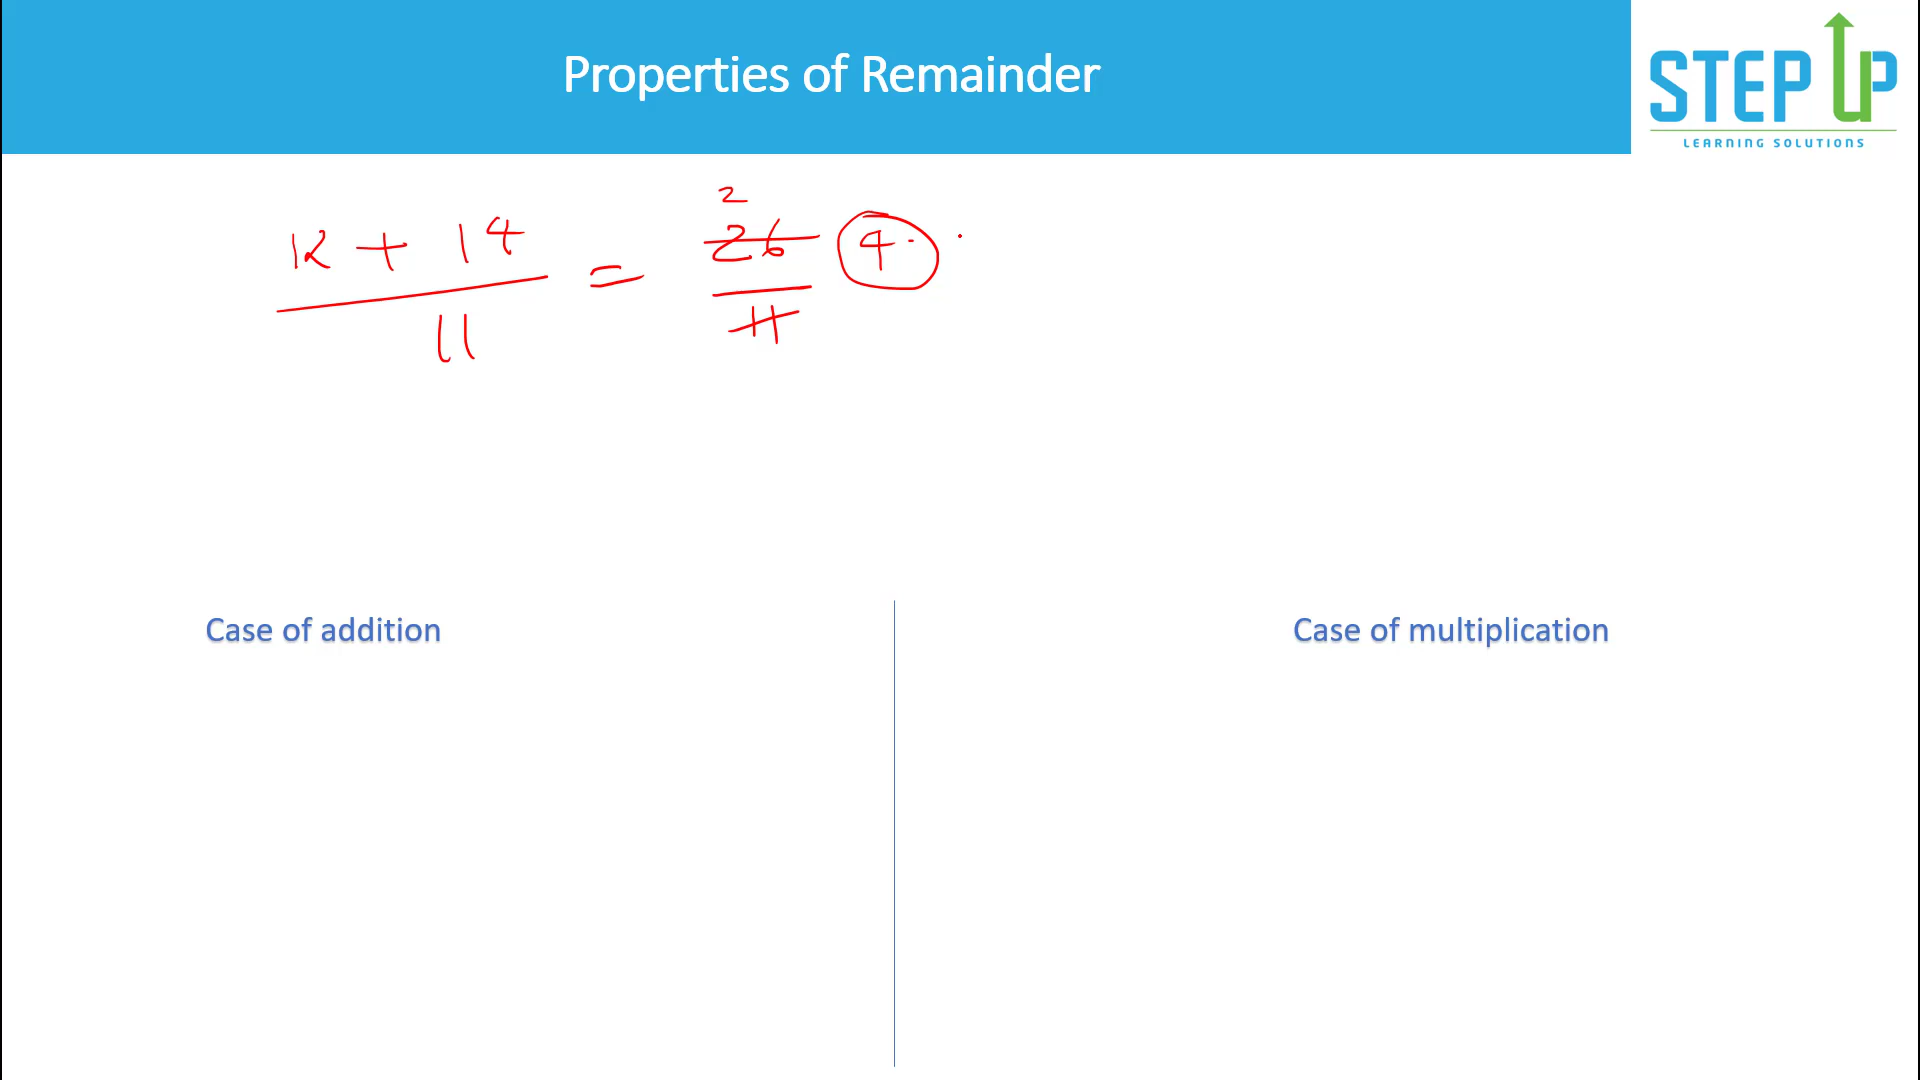 Properties of Remainder
STEP UP
LEARNING SOLUTIONS
2
12 + 14 = 26 4
11 11
Case of addition
Case of multiplication